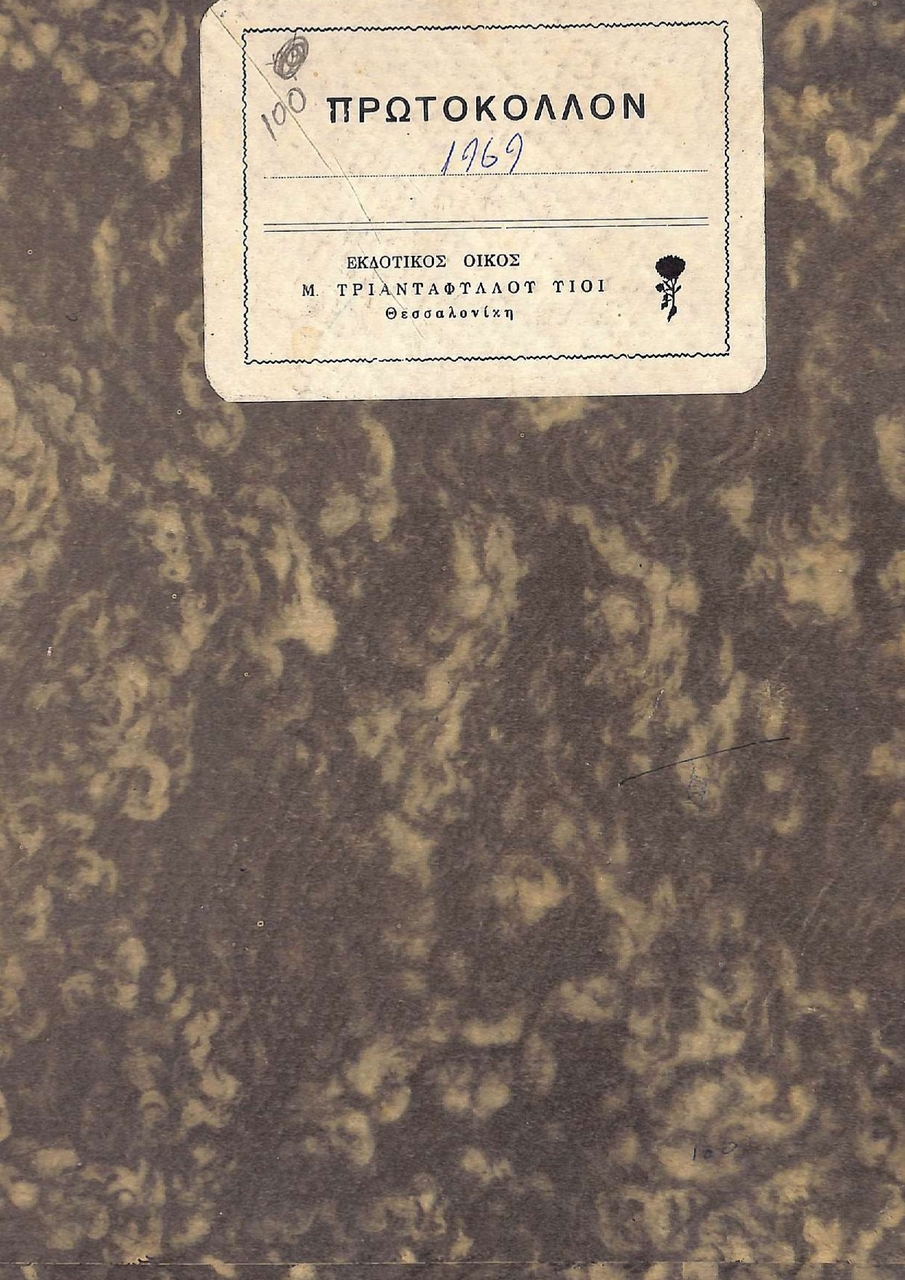 100
ΠΡΩΤΟΚΟΛΛΟΝ
1969
ΕΚΔΟΤΙΚΟΣ ΟΙΚΟΣ
Μ. ΤΡΙΑΝΤΑΦΥΛΛΟΥ ΥΙΟΙ
Θεσσαλονίκη
100